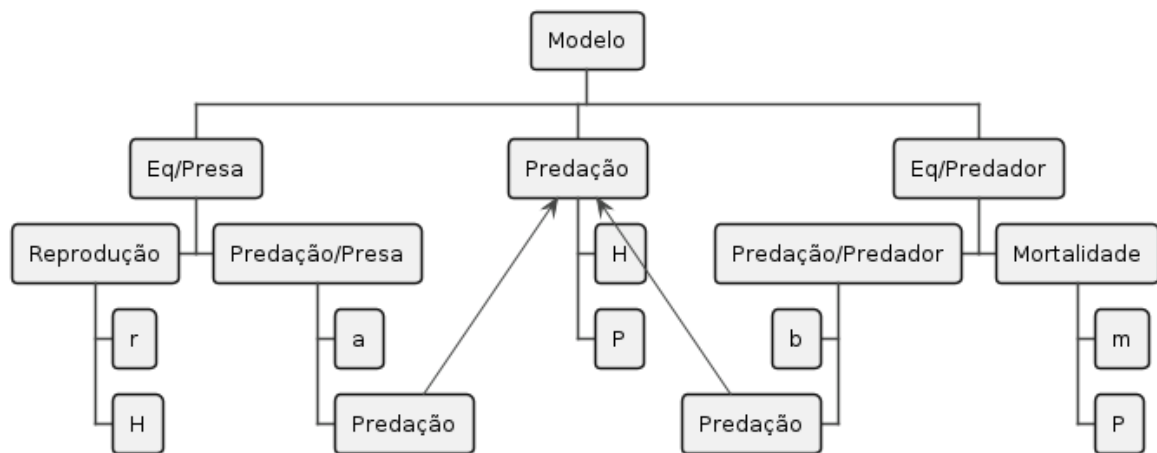 Modelo
Eq/Presa
Predação
Eq/Predador
Reprodução
Predação/Presa
H
Predação/Predador
Mortalidade
r
a
P
b
m
H
Predação
Predação
P